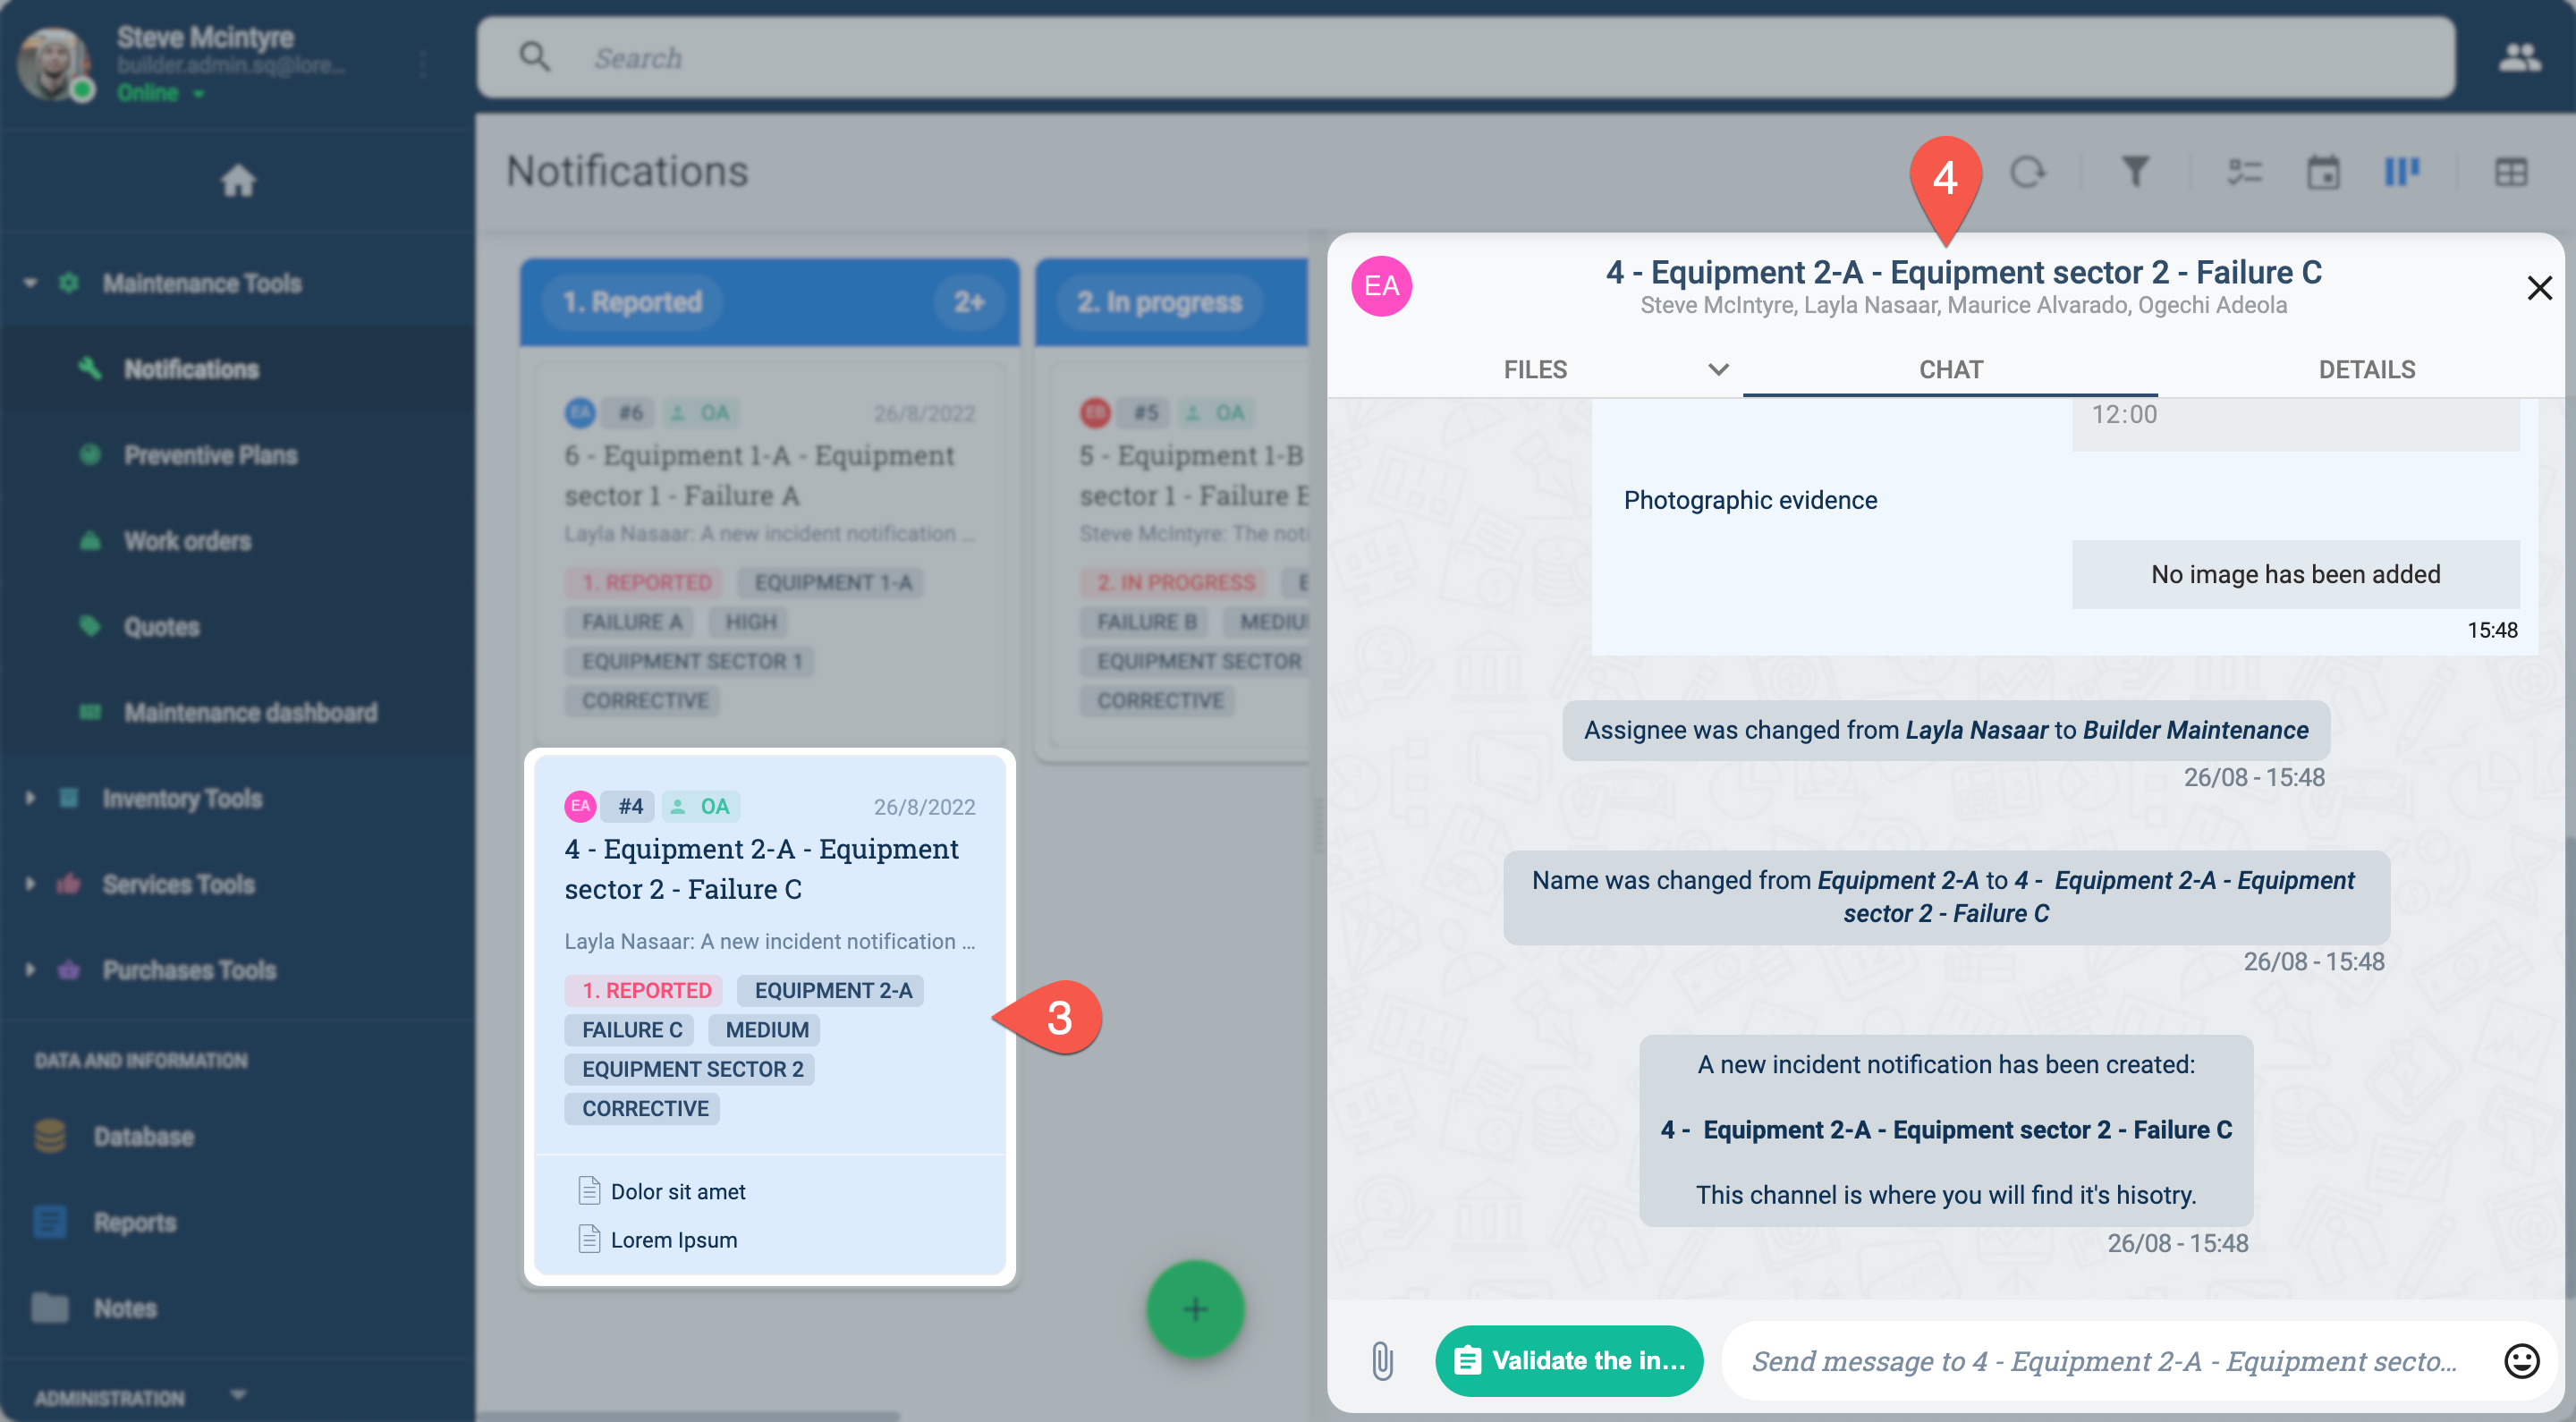 Steve Mcintyre
builder.admin.sq@lore...
Online
Search
Maintenance Tools
Notifications
Preventive Plans
Work orders
Quotes
Maintenance dashboard
Inventory Tools
Services Tools
Purchases Tools
DATA AND INFORMATION
Database
Reports
Notes
ADMINISTRATION
Notifications
1. Reported
2+
EA
#6
OA
26/8/2022
6 - Equipment 1-A - Equipment
sector 1 - Failure A
Layla Nasaar: A new incident notification ...
1. REPORTED
EQUIPMENT 1-A
FAILURE A
HIGH
EQUIPMENT SECTOR 1
CORRECTIVE
EA
#4
OA
26/8/2022
4 - Equipment 2-A - Equipment
sector 2 - Failure C
Layla Nasaar: A new incident notification ...
1. REPORTED
EQUIPMENT 2-A
FAILURE C
MEDIUM
EQUIPMENT SECTOR 2
CORRECTIVE
Dolor sit amet
Lorem Ipsum
3
2. In progress
EB
#5
OA
5 - Equipment 1-B
sector 1 - Failure
Steve McIntyre: The
2. IN PROGRESS
FAILURE B
EQUIPMENT SECTOR
CORRECTIVE
+
4
EA
4 - Equipment 2-A - Equipment sector 2 - Failure C
Steve McIntyre, Layla Nasaar, Maurice Alvarado, Ogechi Adeola
FILES
CHAT
DETAILS
12:00
Photographic evidence
No image has been added
15:48
Assignee was changed from Layla Nasaar to Builder Maintenance
26/08 - 15:48
Name was changed from Equipment 2-A to 4 - Equipment 2-A - Equipment
sector 2 - Failure C
26/08 - 15:48
A new incident notification has been created:
4 - Equipment 2-A - Equipment sector 2 - Failure C
This channel is where you will find it's hisotry.
26/08 - 15:48
Validate the in...
Send message to 4 - Equipment 2-A - Equipment secto...